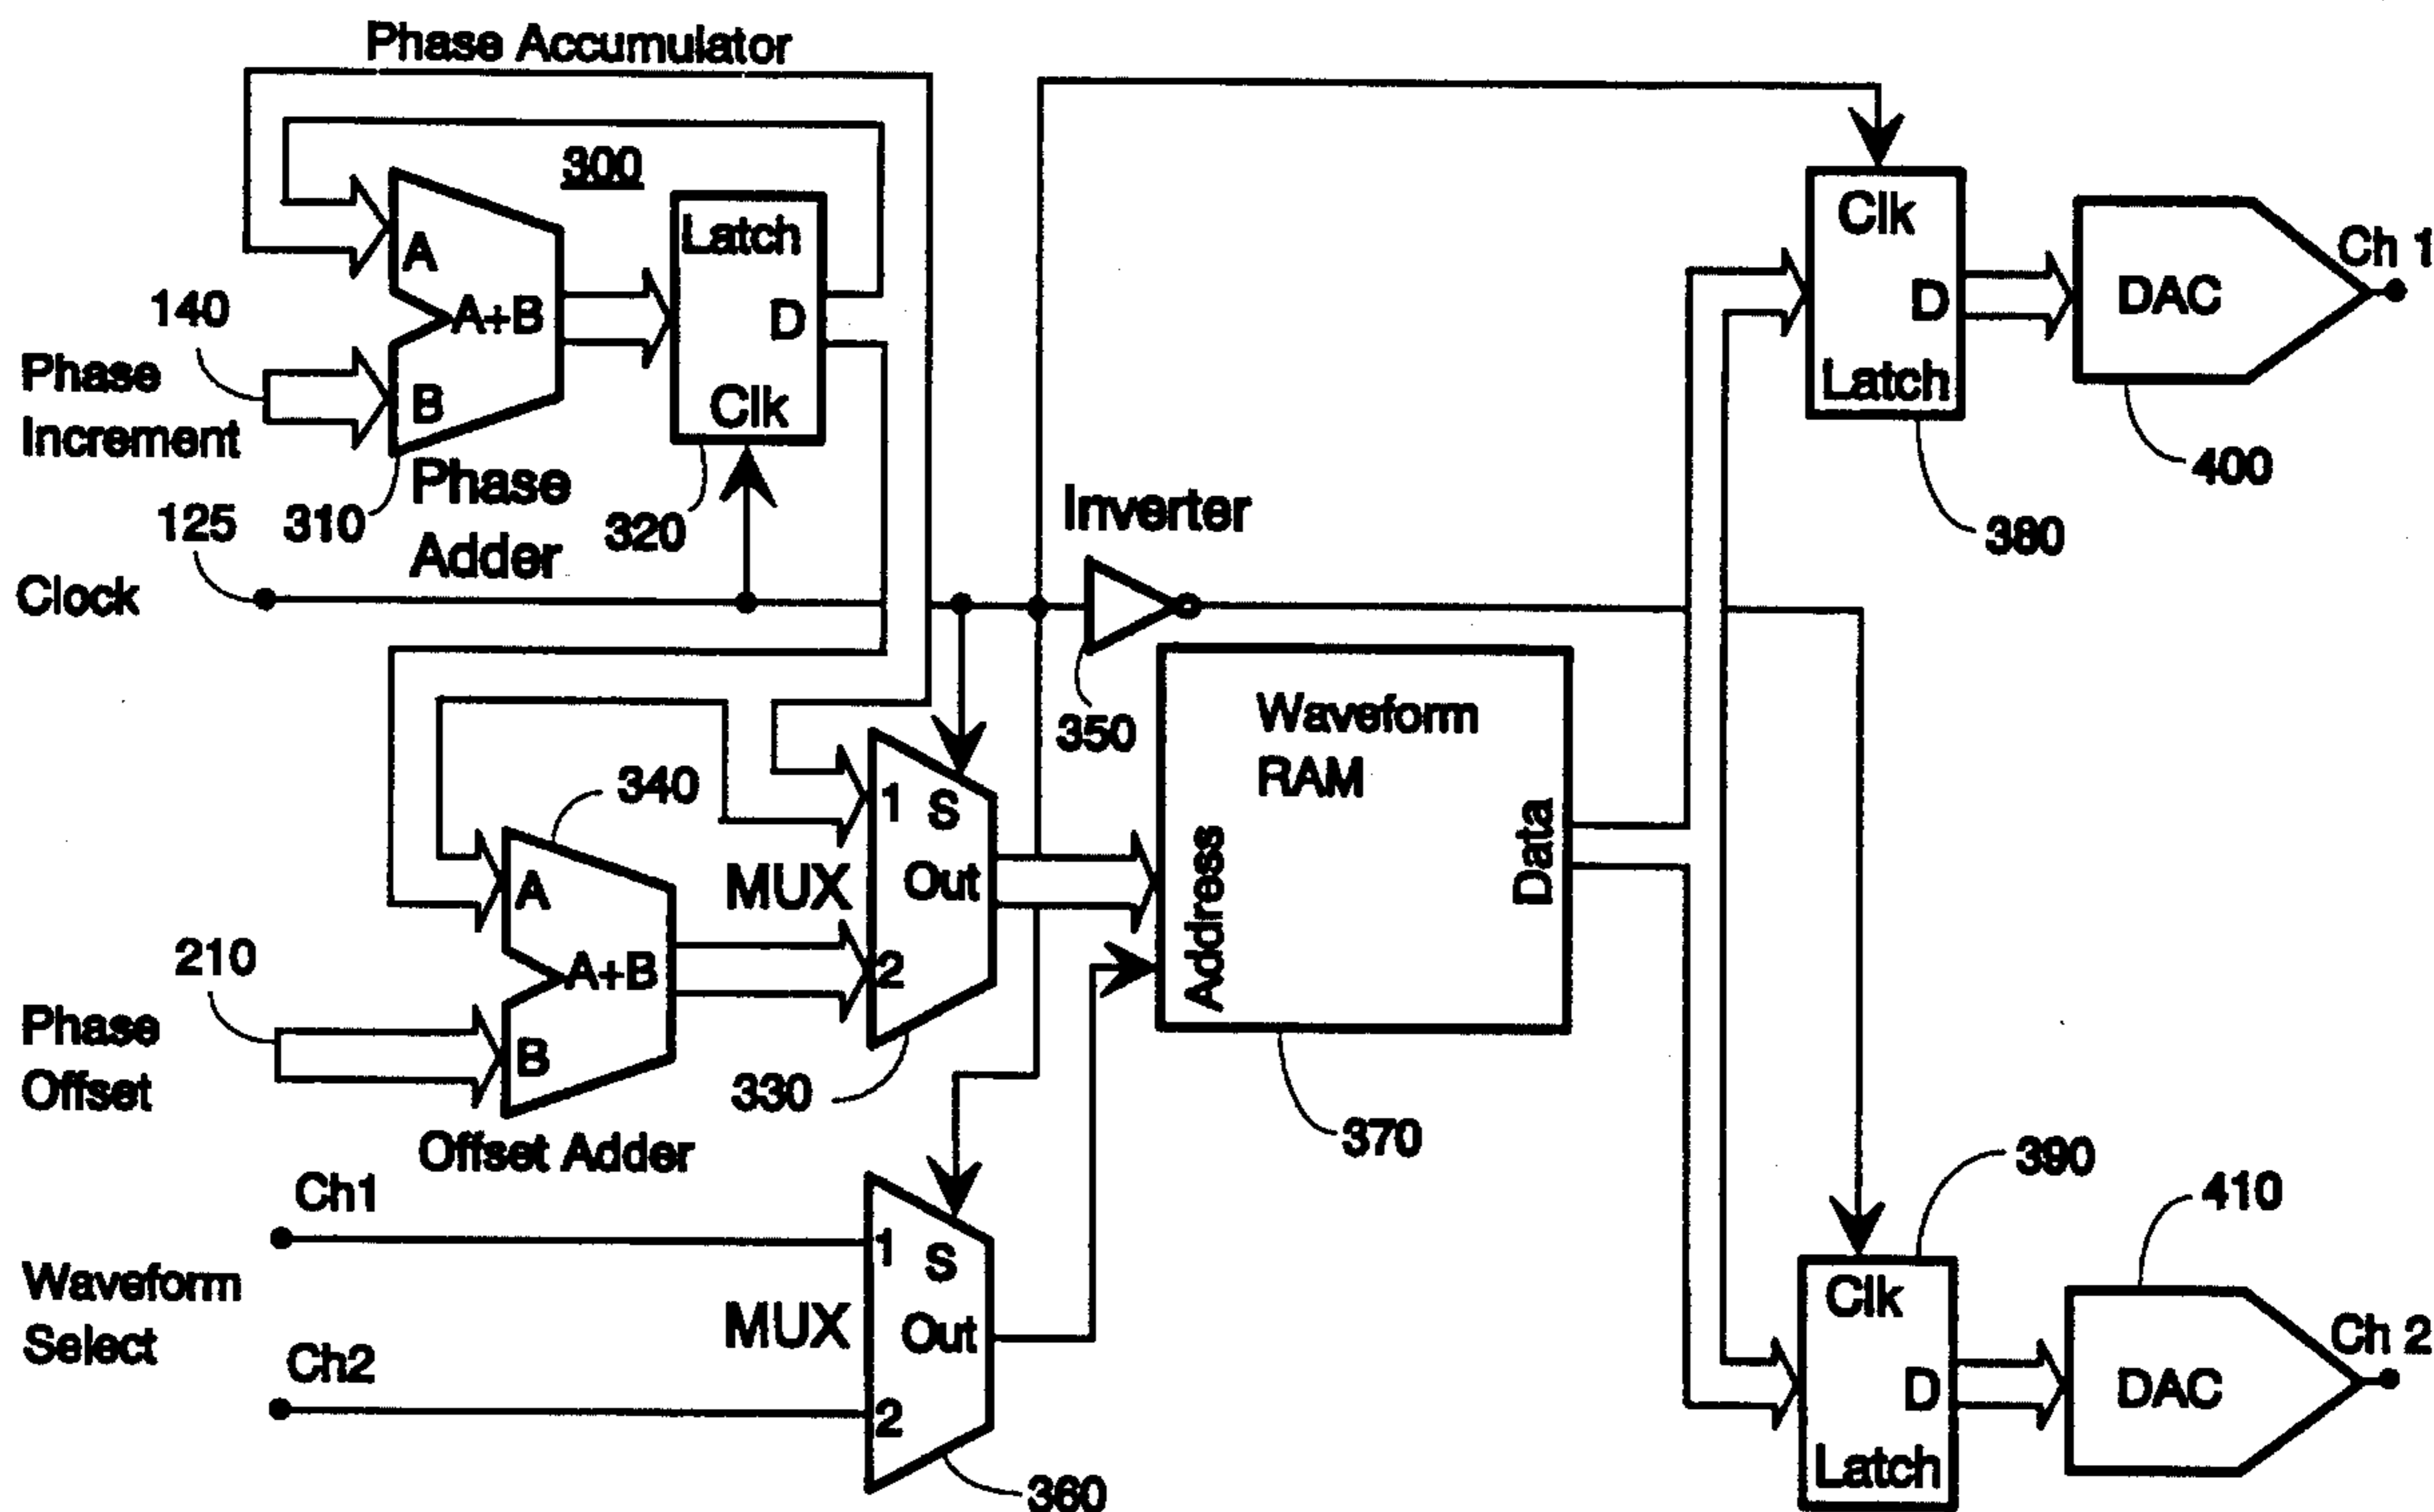 Phase Accumulator
300
A
A+B
B
Latch
D
Clk
140
Phase
Increment
310
Phase
Adder
320
125
Clock
Inverter
350
Clk
D
Latch
380
DAC
400
Ch 1
340
A
A+B
B
210
Phase
Offset
Offset Adder
MUX
1
S
Out
2
330
Waveform
RAM
Address
Data
370
Ch1
Waveform
Select
Ch2
MUX
1
S
Out
2
360
390
Clk
D
Latch
410
DAC
Ch 2